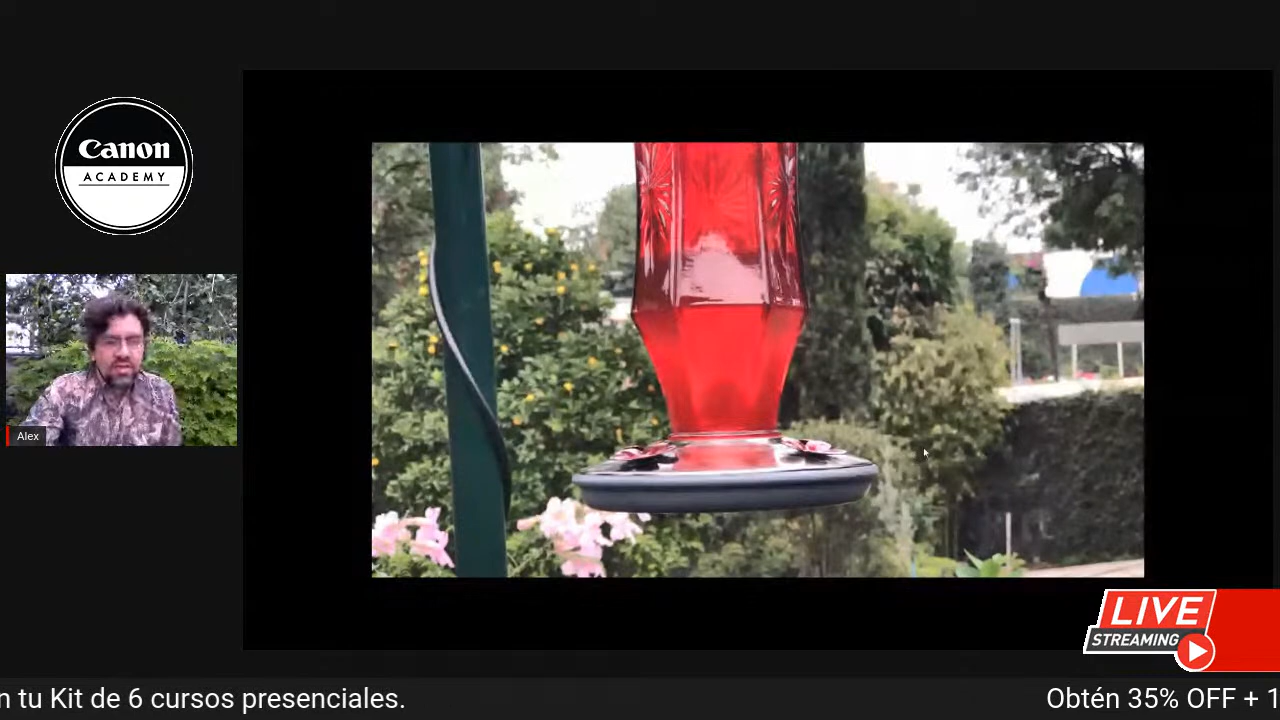 Canon
ACADEMY
Alex
LIVE
STREAMING
n tu Kit de 6 cursos presenciales.
Obtén 35% OFF + 1